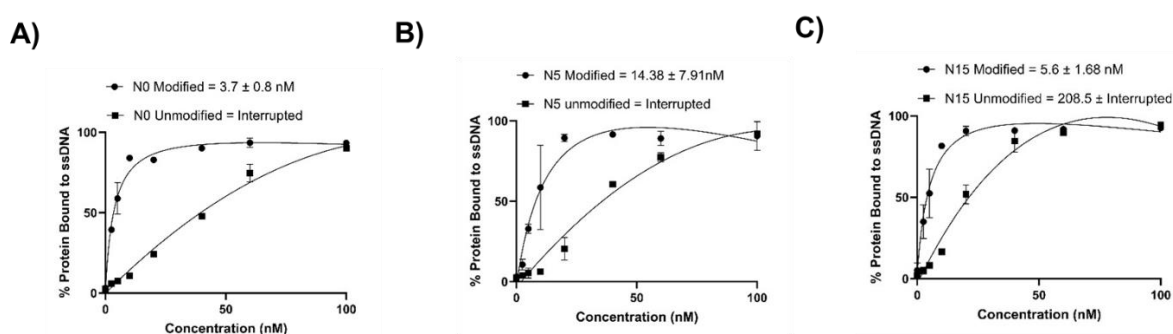 A)
N0 Modified = 3.7 ± 0.8 nM
N0 Unmodified = Interrupted
% Protein Bound to ssDNA
100
50
0
0
50
100
Concentration (nM)
B)
N5 Modified = 14.38 ± 7.91nM
N5 unmodified = Interrupted
% Protein Bound to ssDNA
100
50
0
0
50
100
Concentration (nM)
C)
N15 Modified = 5.6 ± 1.68 nM
N15 Unmodified = 208.5 ± Interrupted
% Protein Bound to ssDNA
100
50
0
0
50
100
Concentration (nM)